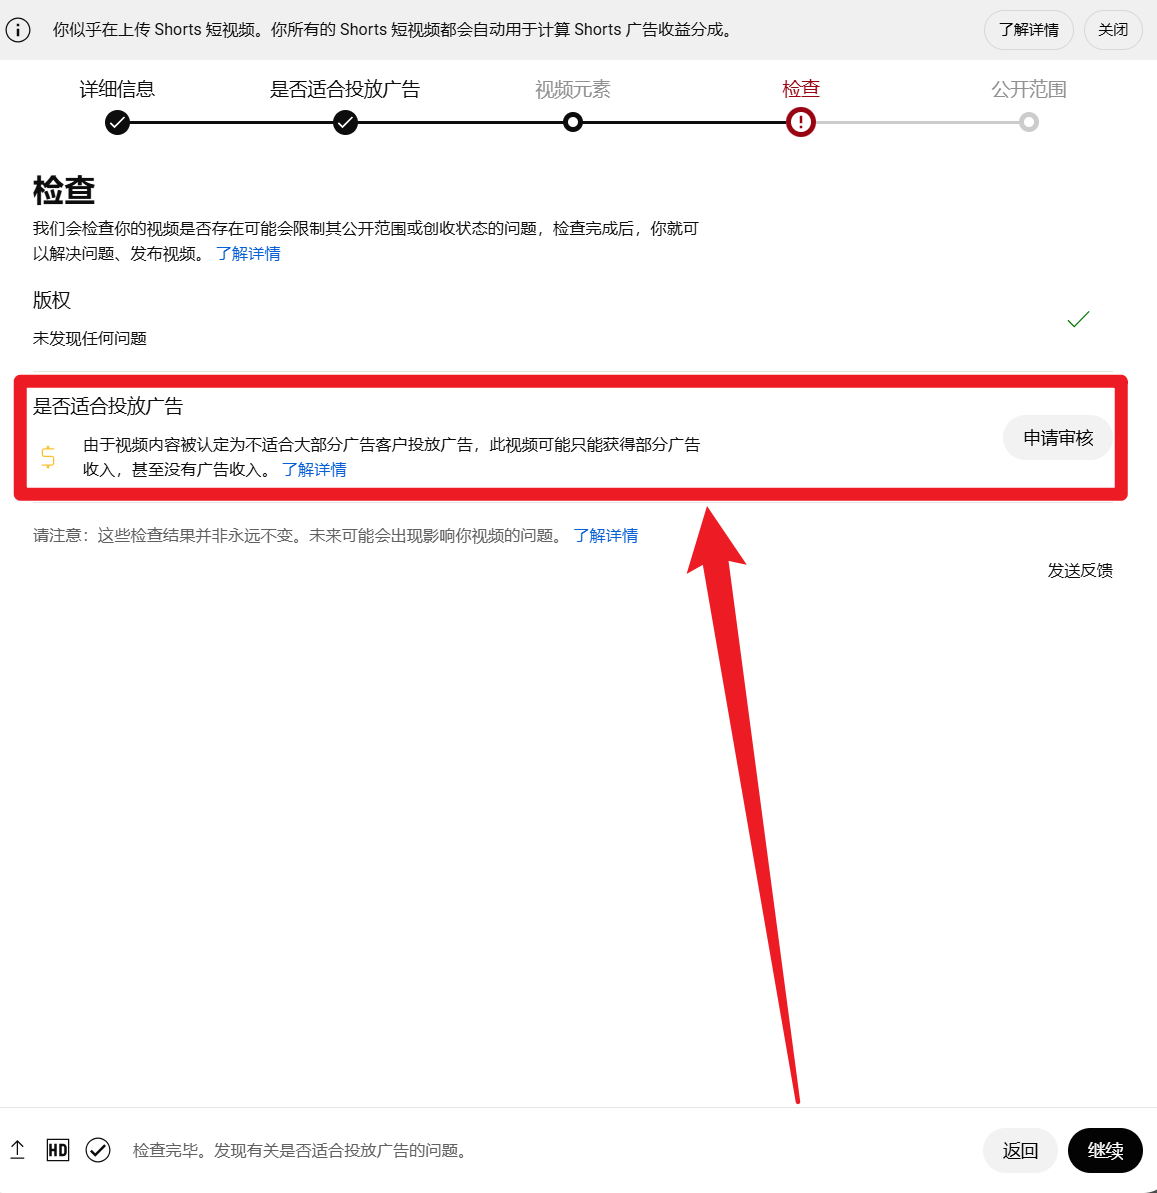 你似乎在上传 Shorts 短视频。你所有的 Shorts 短视频都会自动用于计算 Shorts 广告收益分成。
了解详情
关闭
详细信息
是否适合投放广告
视频元素
检查
公开范围
检查
我们会检查你的视频是否存在可能会限制其公开范围或创收状态的问题，检查完成后，你就可
以解决问题、发布视频。 了解详情
版权
未发现任何问题
是否适合投放广告
由于视频内容被认定为不适合大部分广告客户投放广告，此视频可能只能获得部分广告
收入，甚至没有广告收入。 了解详情
申请审核
请注意：这些检查结果并非永远不变。未来可能会出现影响你视频的问题。 了解详情
发送反馈
HD
检查完毕。发现有关是否适合投放广告的问题。
返回
继续